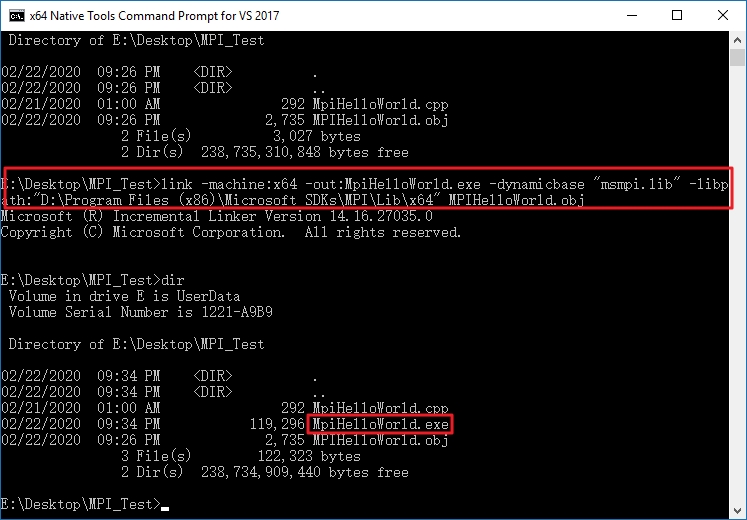 x64 Native Tools Command Prompt for VS 2017
Directory of E:\Desktop\MPI_Test
02/22/2020  09:26 PM    <DIR>          .
02/22/2020  09:26 PM    <DIR>          ..
02/21/2020  01:00 AM               292 MpiHelloWorld.cpp
02/22/2020  09:26 PM             2,735 MPIHelloWorld.obj
2 File(s)          3,027 bytes
2 Dir(s)  238,735,310,848 bytes free
E:\Desktop\MPI_Test>link -machine:x64 -out:MpiHelloWorld.exe -dynamicbase "msmpi.lib" -libp
ath:"D:\Program Files (x86)\Microsoft SDKs\MPI\Lib\x64" MPIHelloWorld.obj
Microsoft (R) Incremental Linker Version 14.16.27035.0
Copyright (C) Microsoft Corporation.  All rights reserved.
E:\Desktop\MPI_Test>dir
Volume in drive E is UserData
Volume Serial Number is 1221-A9B9
Directory of E:\Desktop\MPI_Test
02/22/2020  09:34 PM    <DIR>          .
02/22/2020  09:34 PM    <DIR>          ..
02/21/2020  01:00 AM               292 MpiHelloWorld.cpp
02/22/2020  09:34 PM           119,296 MpiHelloWorld.exe
02/22/2020  09:26 PM             2,735 MPIHelloWorld.obj
3 File(s)        122,323 bytes
2 Dir(s)  238,734,909,440 bytes free
E:\Desktop\MPI_Test>_